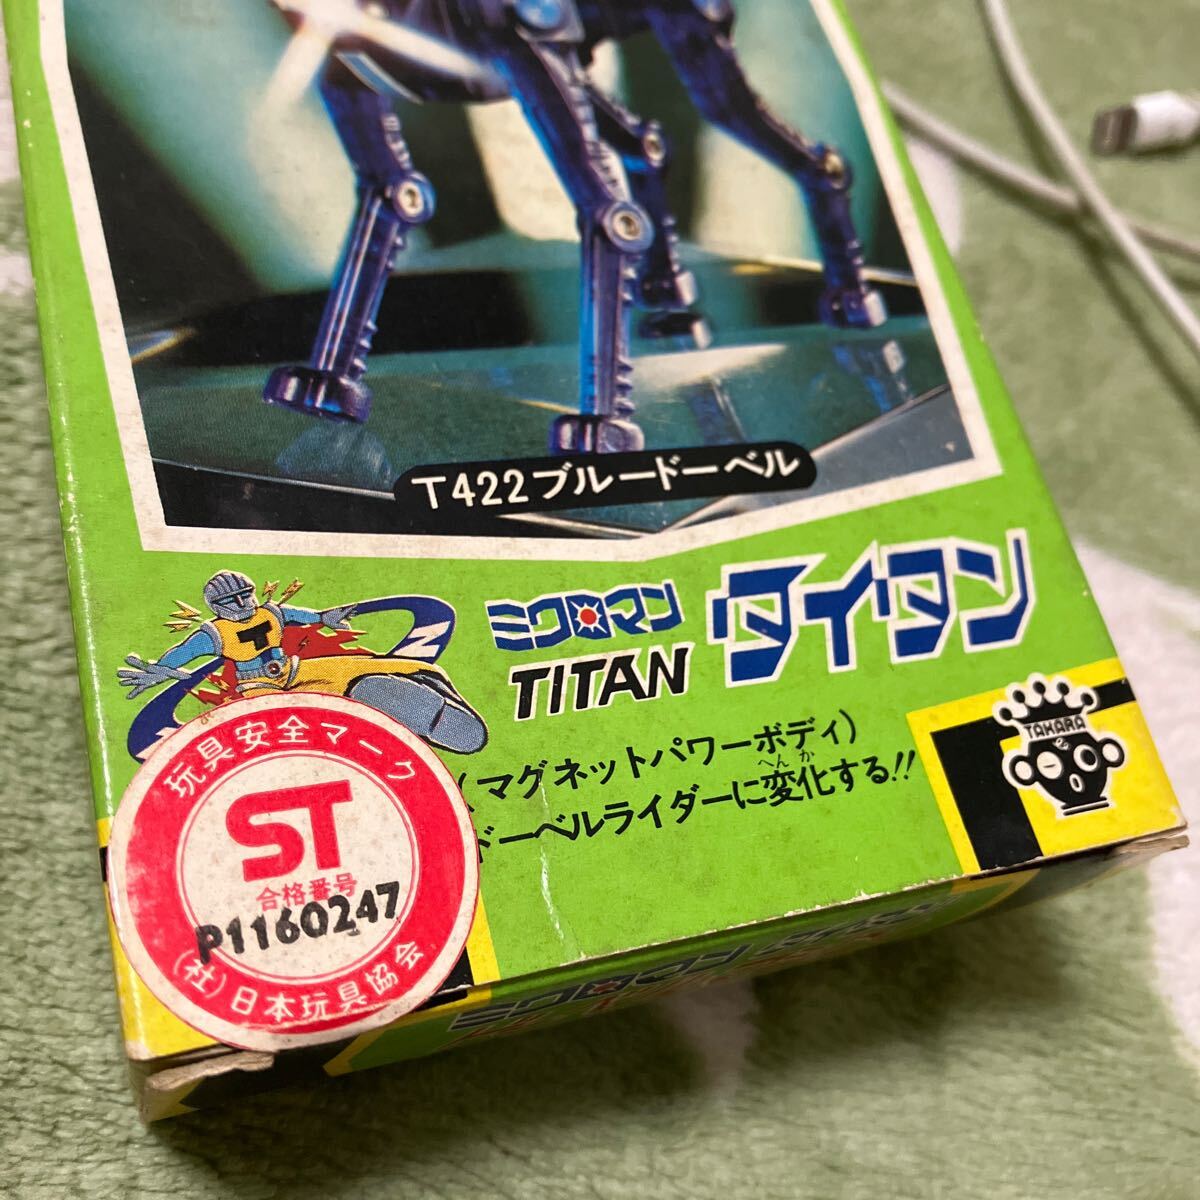 T422ブルードーベル
ミクロマン
TITAN タイタン
T
(マグネットパワーボディ)
ドーベルライダーに変化する!!
へんか
TAKARA
玩具安全マーク
ST
合格番号
P1160247
(社)日本玩具協会
ミクロマン